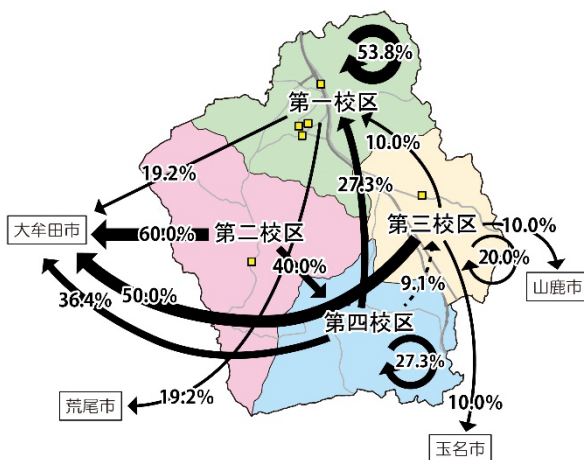 53.8%
第一校区
10.0%
19.2%
27.3%
大牟田市
60.0%
第二校区
第三校区
10.0%
40.0%
20.0%
山鹿市
36.4%
50.0%
9.1%
第四校区
27.3%
荒尾市
19.2%
10.0%
玉名市